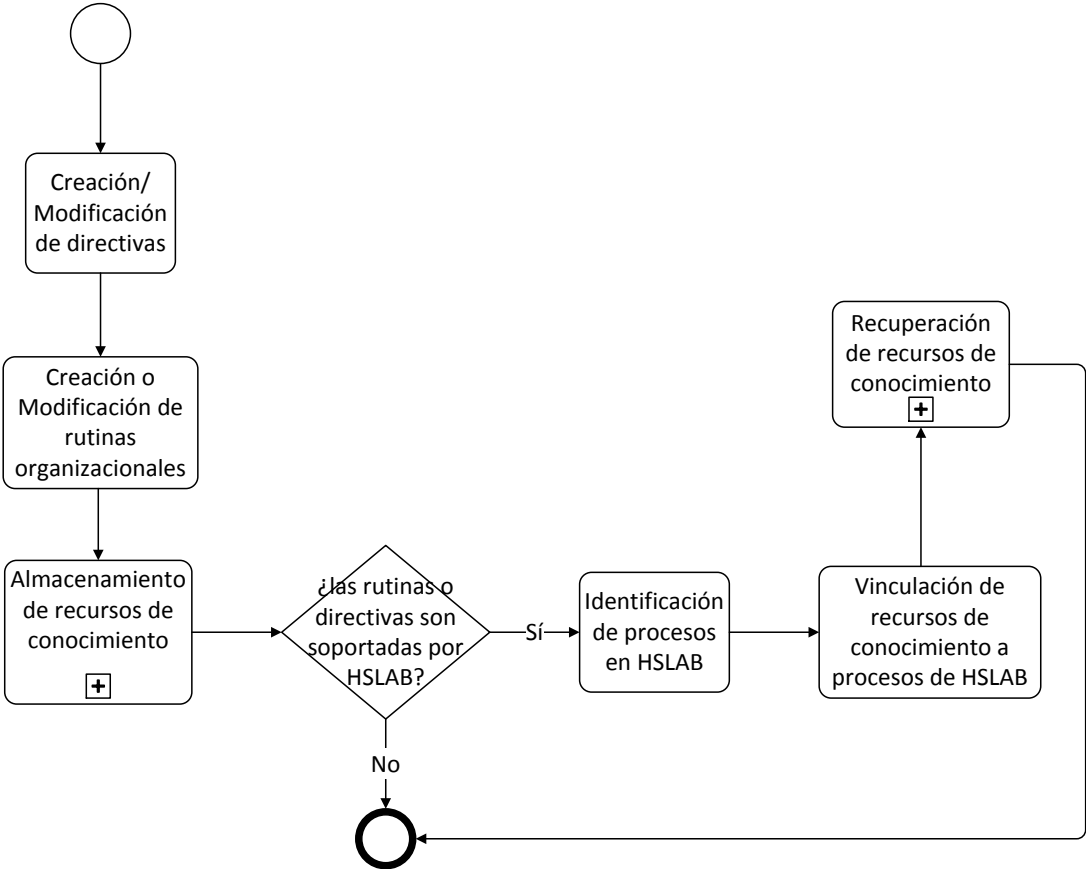 Creación/
Modificación
de directivas
Creación o
Modificación de
rutinas
organizacionales
Almacenamiento
de recursos de
conocimiento
+
¿las rutinas o
directivas son
soportadas por
HSLAB?
Sí
No
Identificación
de procesos
en HSLAB
Vinculación de
recursos de
conocimiento a
procesos de HSLAB
Recuperación
de recursos de
conocimiento
+